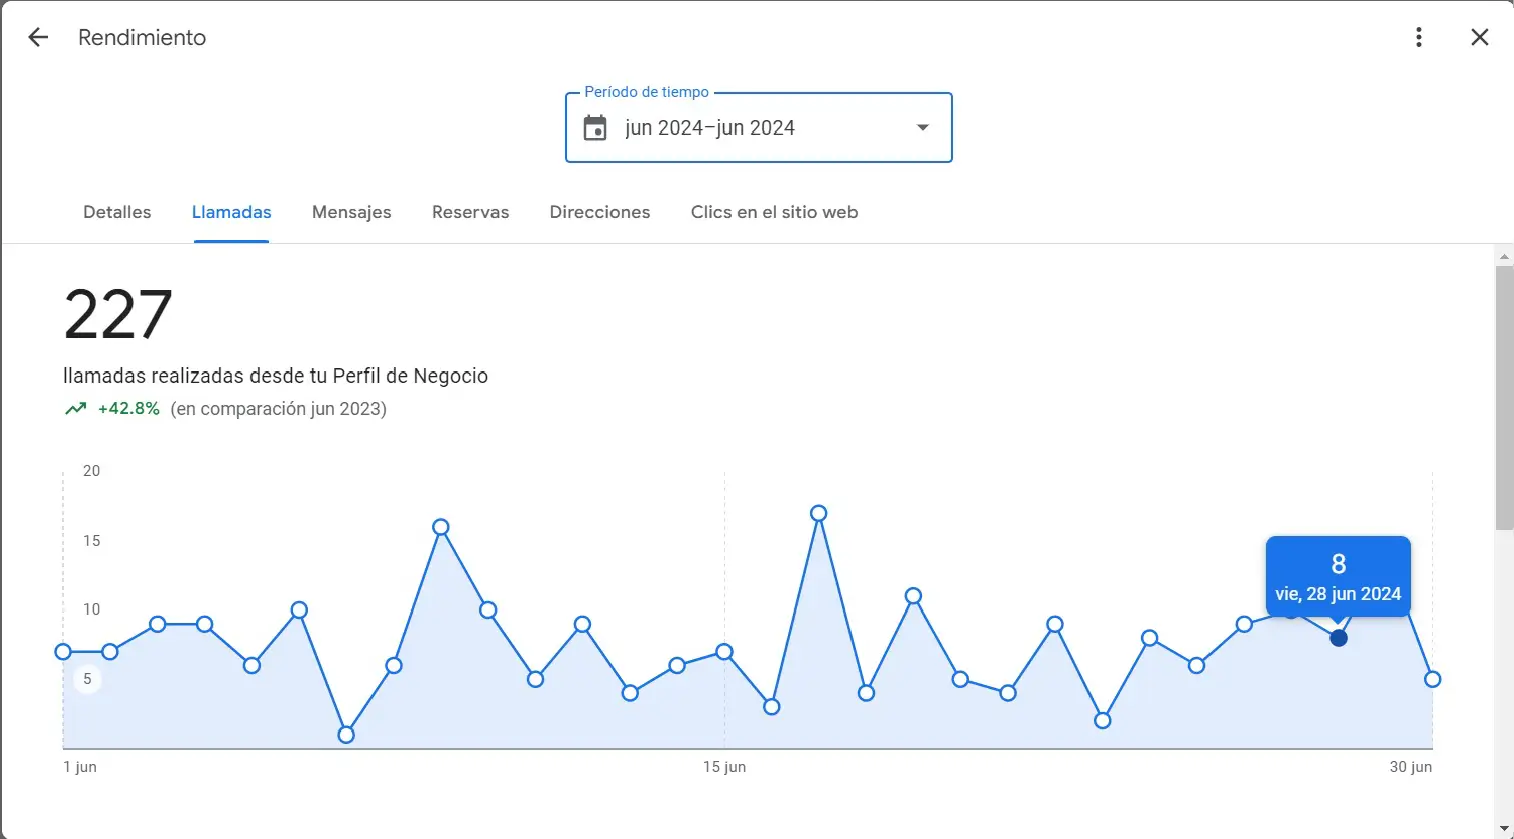 Rendimiento
Período de tiempo
jun 2024–jun 2024
Detalles Llamadas Mensajes Reservas Direcciones Clics en el sitio web
227
llamadas realizadas desde tu Perfil de Negocio
+42.8% (en comparación jun 2023)
20
15
10
5
8
vie, 28 jun 2024
1 jun 15 jun 30 jun